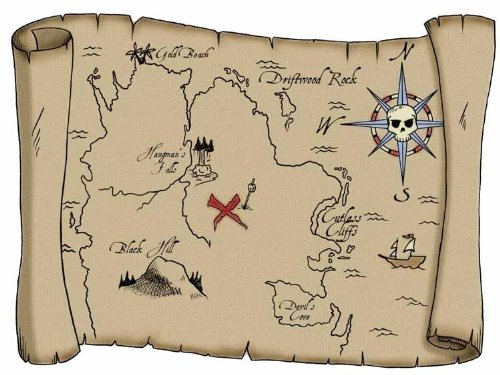 Gold Beach
N
Driftwood Rock
W
Hangman's
Falls
S
Cutlass
Cliffs
Black Hill
Devil's
Cove